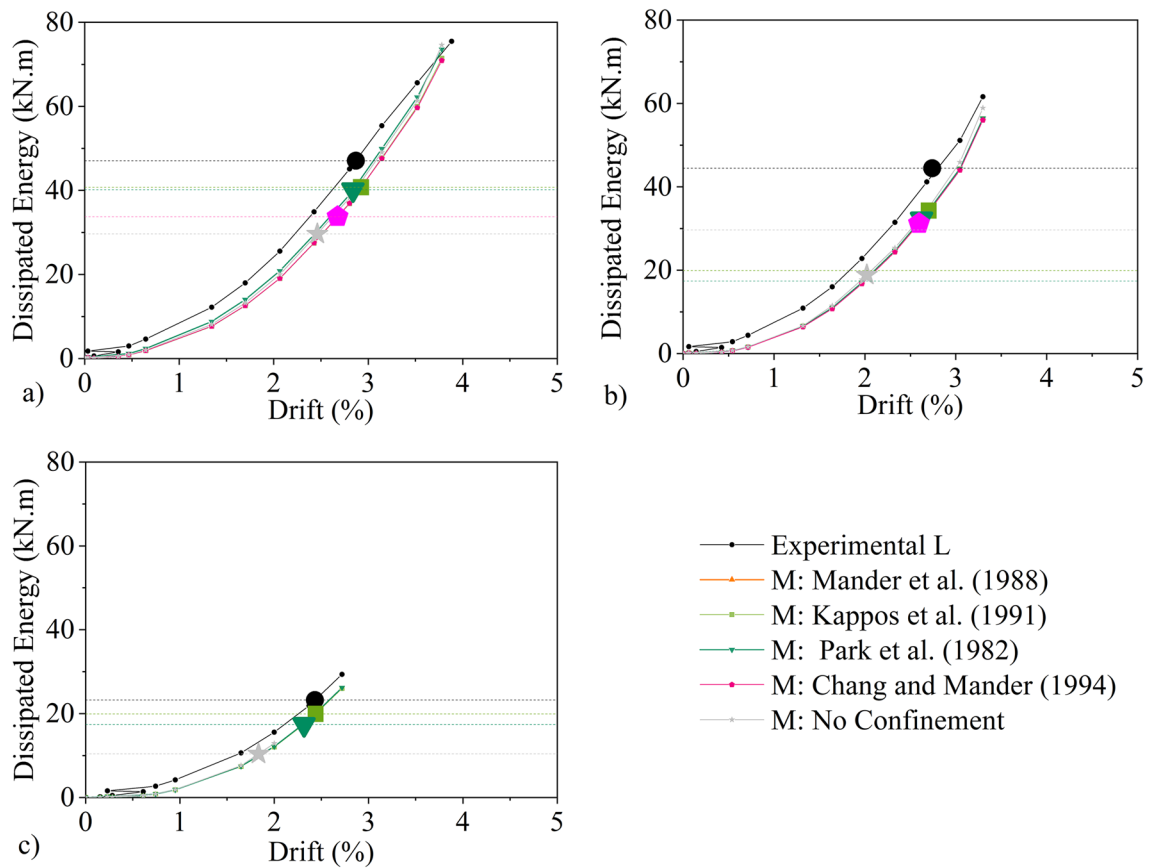 80
60
40
20
0
0
1
2
3
4
5
Dissipated Energy (kN.m)
Drift (%)
a)
80
60
40
20
0
0
1
2
3
4
5
Dissipated Energy (kN.m)
Drift (%)
b)
80
60
40
20
0
0
1
2
3
4
5
Dissipated Energy (kN.m)
Drift (%)
c)
Experimental L
M: Mander et al. (1988)
M: Kappos et al. (1991)
M:  Park et al. (1982)
M: Chang and Mander (1994)
M: No Confinement